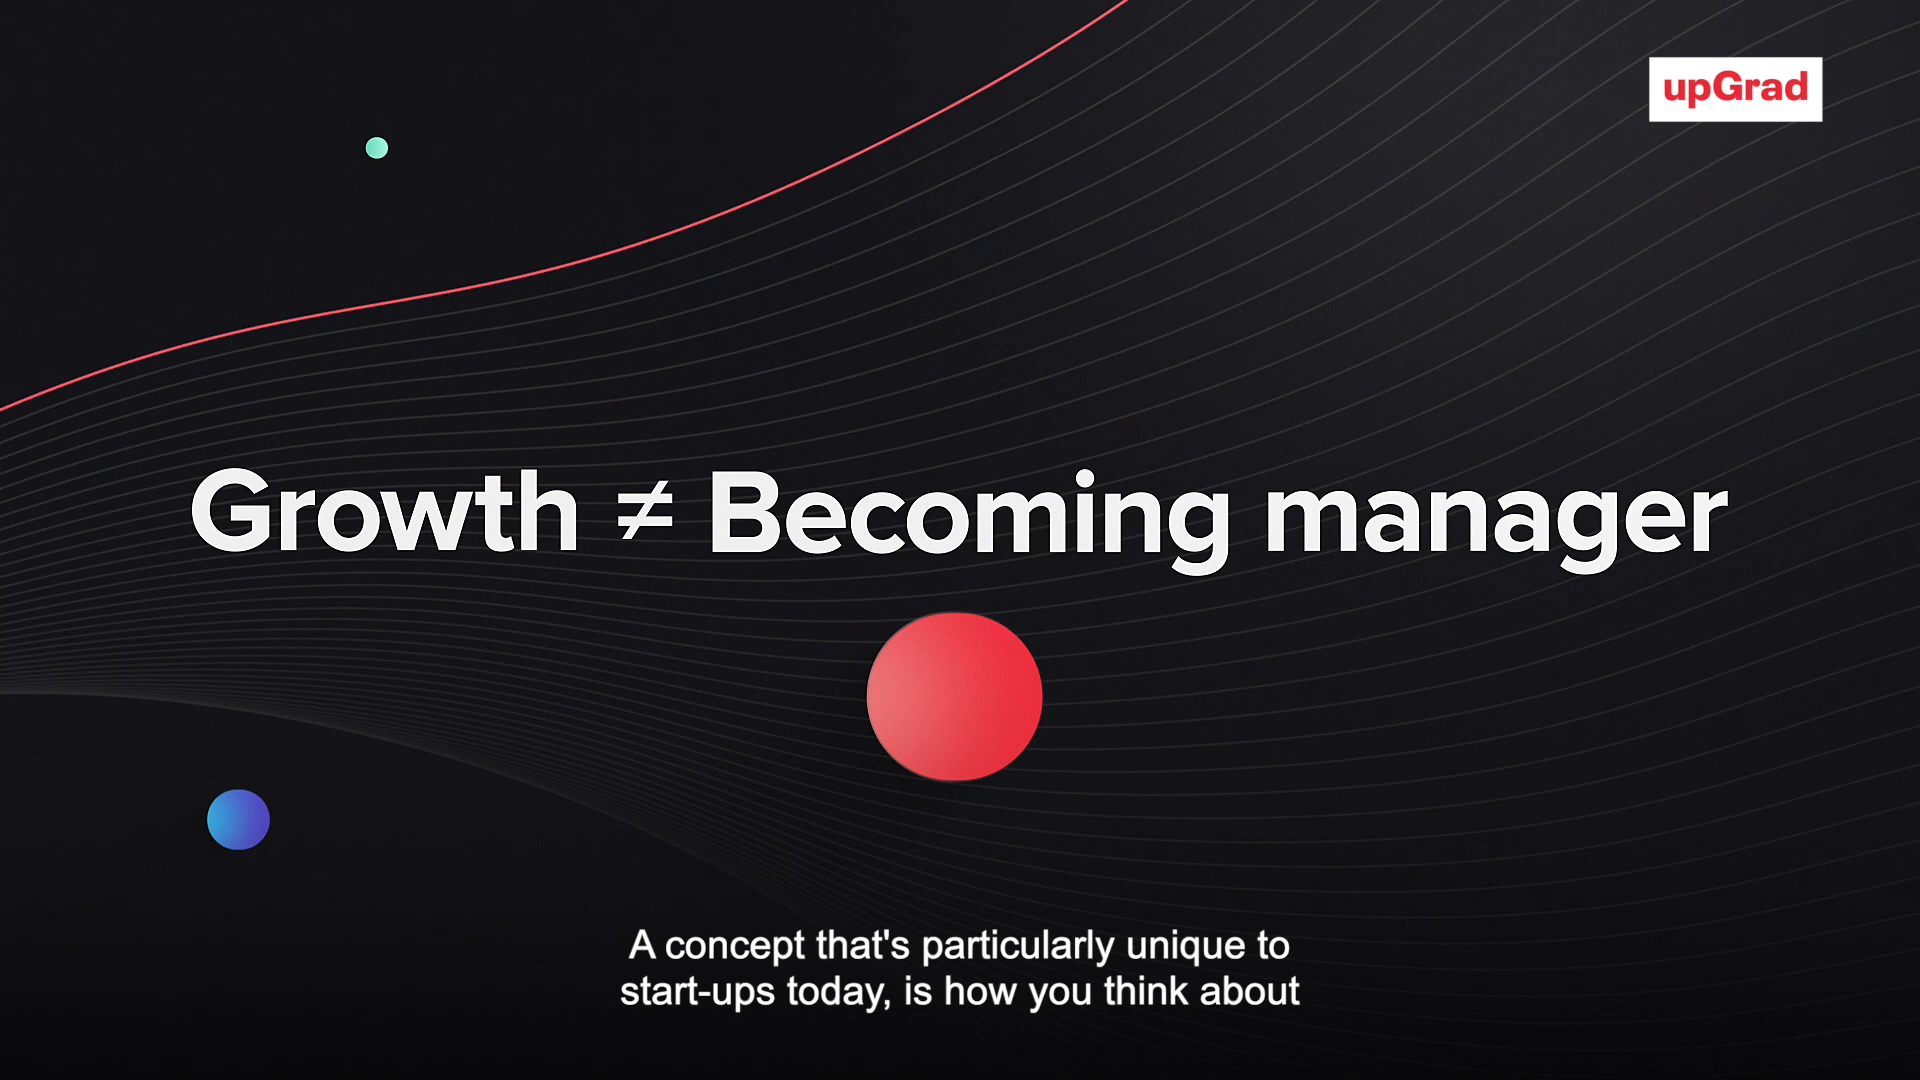 upGrad
Growth ≠ Becoming manager
A concept that's particularly unique to
start-ups today, is how you think about